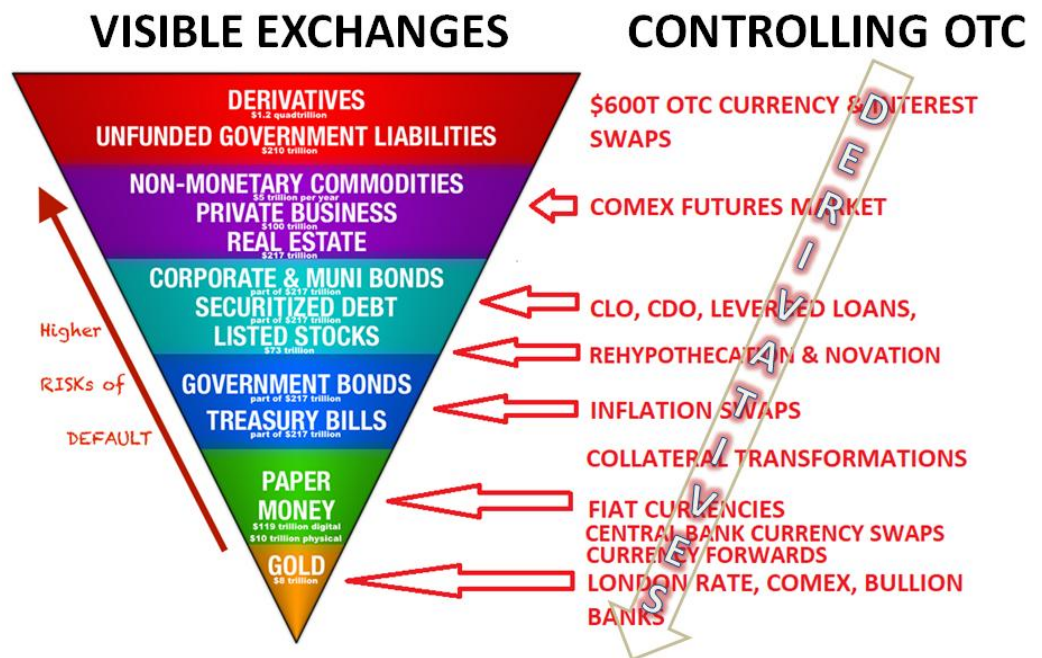 VISIBLE EXCHANGES
CONTROLLING OTC
DERIVATIVES
$1.2 quadtrillion
UNFUNDED GOVERNMENT LIABILITIES
$210 trillion
NON-MONETARY COMMODITIES
$5 trillion per year
PRIVATE BUSINESS
$100 trillion
REAL ESTATE
$217 trillion
CORPORATE & MUNI BONDS
part of $217 trillion
SECURITIZED DEBT
part of $217 trillion
LISTED STOCKS
$73 trillion
GOVERNMENT BONDS
part of $217 trillion
TREASURY BILLS
part of $217 trillion
PAPER
MONEY
$119 trillion digital
$10 trillion physical
GOLD
$8 trillion
Higher
RISKs of
DEFAULT
$600T OTC CURRENCY & INTEREST
SWAPS
COMEX FUTURES MARKET
CLO, CDO, LEVERED LOANS,
REHYPOTHECATION & NOVATION
INFLATION SWAPS
COLLATERAL TRANSFORMATIONS
FIAT CURRENCIES
CENTRAL BANK CURRENCY SWAPS
CURRENCY FORWARDS
LONDON RATE, COMEX, BULLION
BANKS
DERIVATIVES